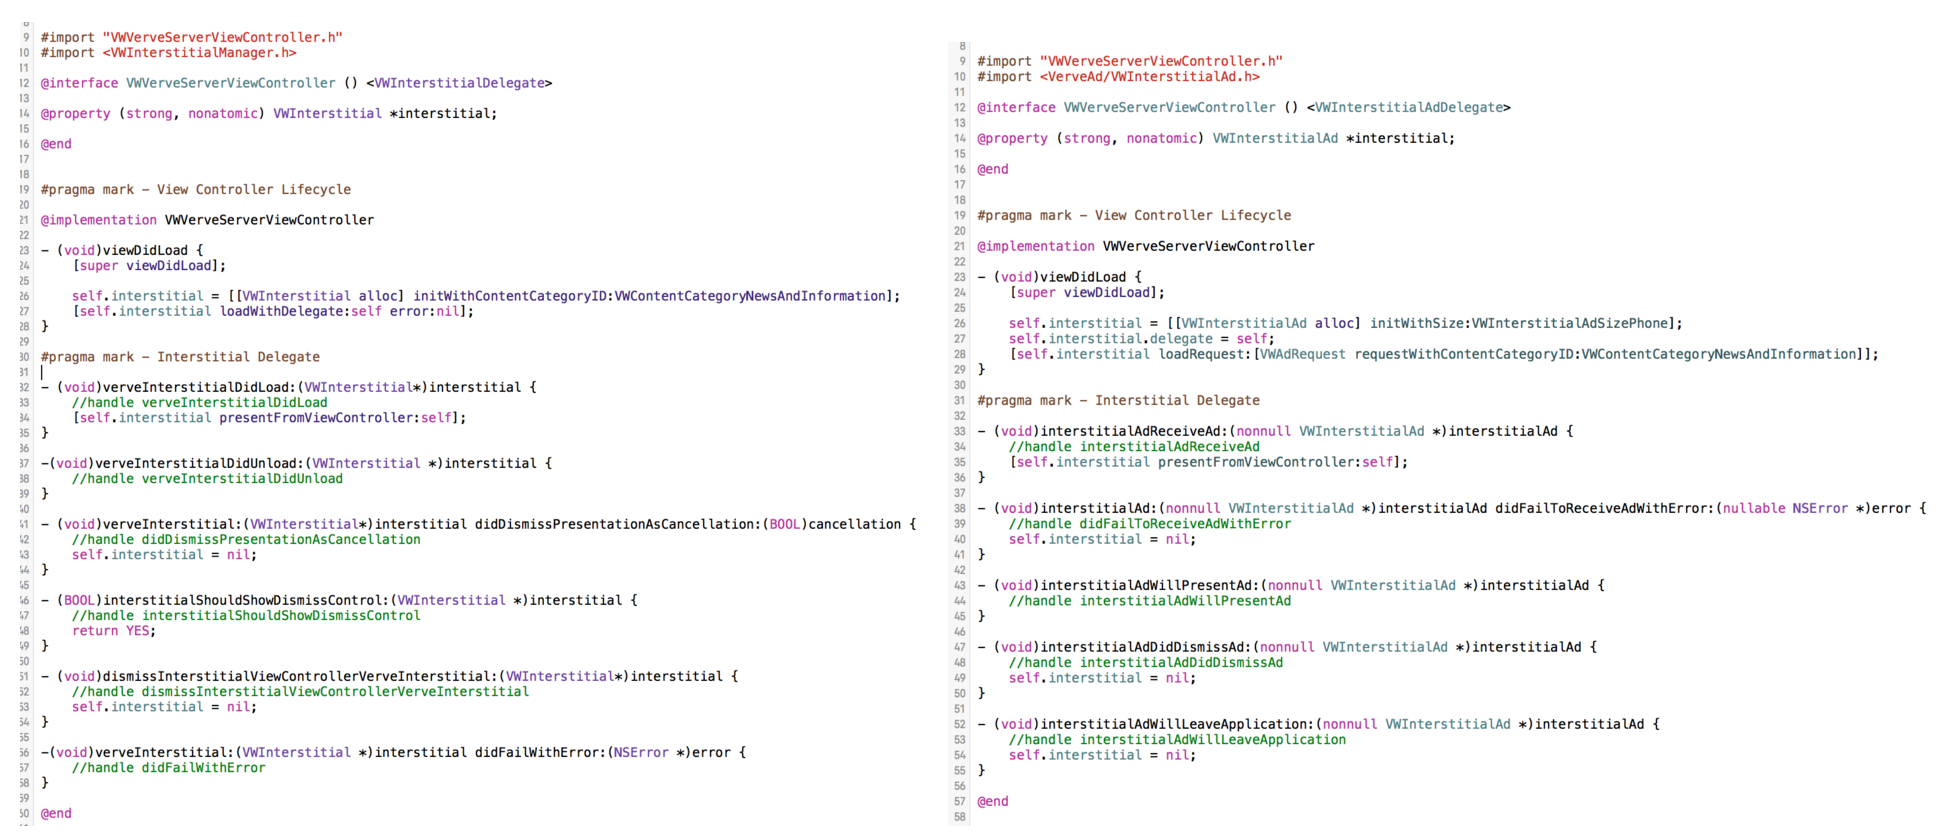 8
9 #import "VWVerveServerViewController.h"
10 #import <VWInterstitialManager.h>
11
12 @interface VWVerveServerViewController () <VWInterstitialDelegate>
13
14 @property (strong, nonatomic) VWInterstitial *interstitial;
15
16 @end
17
18
19 #pragma mark - View Controller Lifecycle
20
21 @implementation VWVerveServerViewController
22
23 - (void)viewDidLoad {
24 [super viewDidLoad];
25
26 self.interstitial = [[VWInterstitial alloc] initWithContentCategoryID:VWContentCategoryNewsAndInformation];
27 [self.interstitial loadWithDelegate:self error:nil];
28 }
29
30 #pragma mark - Interstitial Delegate
31
32 - (void)verveInterstitialDidLoad:(VWInterstitial*)interstitial {
33 //handle verveInterstitialDidLoad
34 [self.interstitial presentFromViewController:self];
35 }
36
37 -(void)verveInterstitialDidUnload:(VWInterstitial *)interstitial {
38 //handle verveInterstitialDidUnload
39 }
40
41 - (void)verveInterstitial:(VWInterstitial*)interstitial didDismissPresentationAsCancellation:(BOOL)cancellation {
42 //handle didDismissPresentationAsCancellation
43 self.interstitial = nil;
44 }
45
46 - (BOOL)interstitialShouldShowDismissControl:(VWInterstitial *)interstitial {
47 //handle interstitialShouldShowDismissControl
48 return YES;
49 }
50
51 - (void)dismissInterstitialViewControllerVerveInterstitial:(VWInterstitial*)interstitial {
52 //handle dismissInterstitialViewControllerVerveInterstitial
53 self.interstitial = nil;
54 }
55
56 -(void)verveInterstitial:(VWInterstitial *)interstitial didFailWithError:(NSError *)error {
57 //handle didFailWithError
58 }
59
60 @end
8
9 #import "VWVerveServerViewController.h"
10 #import <VerveAd/VWInterstitialAd.h>
11
12 @interface VWVerveServerViewController () <VWInterstitialAdDelegate>
13
14 @property (strong, nonatomic) VWInterstitialAd *interstitial;
15
16 @end
17
18
19 #pragma mark - View Controller Lifecycle
20
21 @implementation VWVerveServerViewController
22
23 - (void)viewDidLoad {
24 [super viewDidLoad];
25
26 self.interstitial = [[VWInterstitialAd alloc] initWithSize:VWInterstitialAdSizePhone];
27 self.interstitial.delegate = self;
28 [self.interstitial loadRequest:[VWAdRequest requestWithContentCategoryID:VWContentCategoryNewsAndInformation]];
29 }
30
31 #pragma mark - Interstitial Delegate
32
33 - (void)interstitialAdReceiveAd:(nonnull VWInterstitialAd *)interstitialAd {
34 //handle interstitialAdReceiveAd
35 [self.interstitial presentFromViewController:self];
36 }
37
38 - (void)interstitialAd:(nonnull VWInterstitialAd *)interstitialAd didFailToReceiveAdWithError:(nullable NSError *)error {
39 //handle didFailToReceiveAdWithError
40 self.interstitial = nil;
41 }
42
43 - (void)interstitialAdWillPresentAd:(nonnull VWInterstitialAd *)interstitialAd {
44 //handle interstitialAdWillPresentAd
45 }
46
47 - (void)interstitialAdDidDismissAd:(nonnull VWInterstitialAd *)interstitialAd {
48 //handle interstitialAdDidDismissAd
49 self.interstitial = nil;
50 }
51
52 - (void)interstitialAdWillLeaveApplication:(nonnull VWInterstitialAd *)interstitialAd {
53 //handle interstitialAdWillLeaveApplication
54 self.interstitial = nil;
55 }
56
57 @end
58